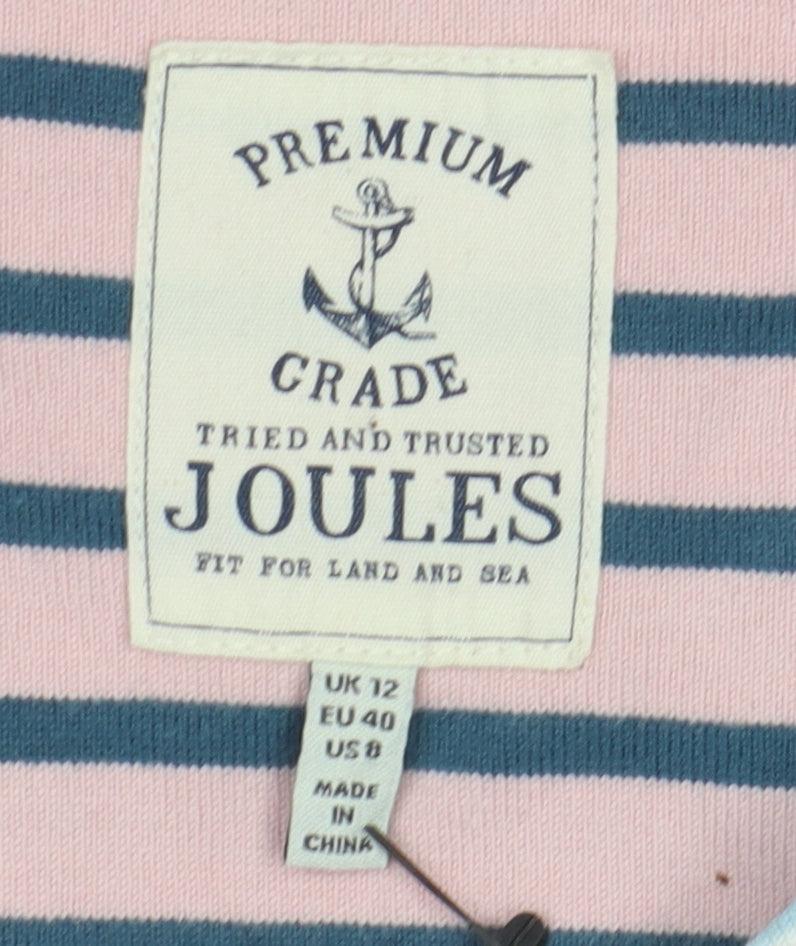 PREMIUM
GRADE
TRIED AND TRUSTED
JOULES
FIT FOR LAND AND SEA
UK 12
EU 40
US 8
MADE
IN
CHINA